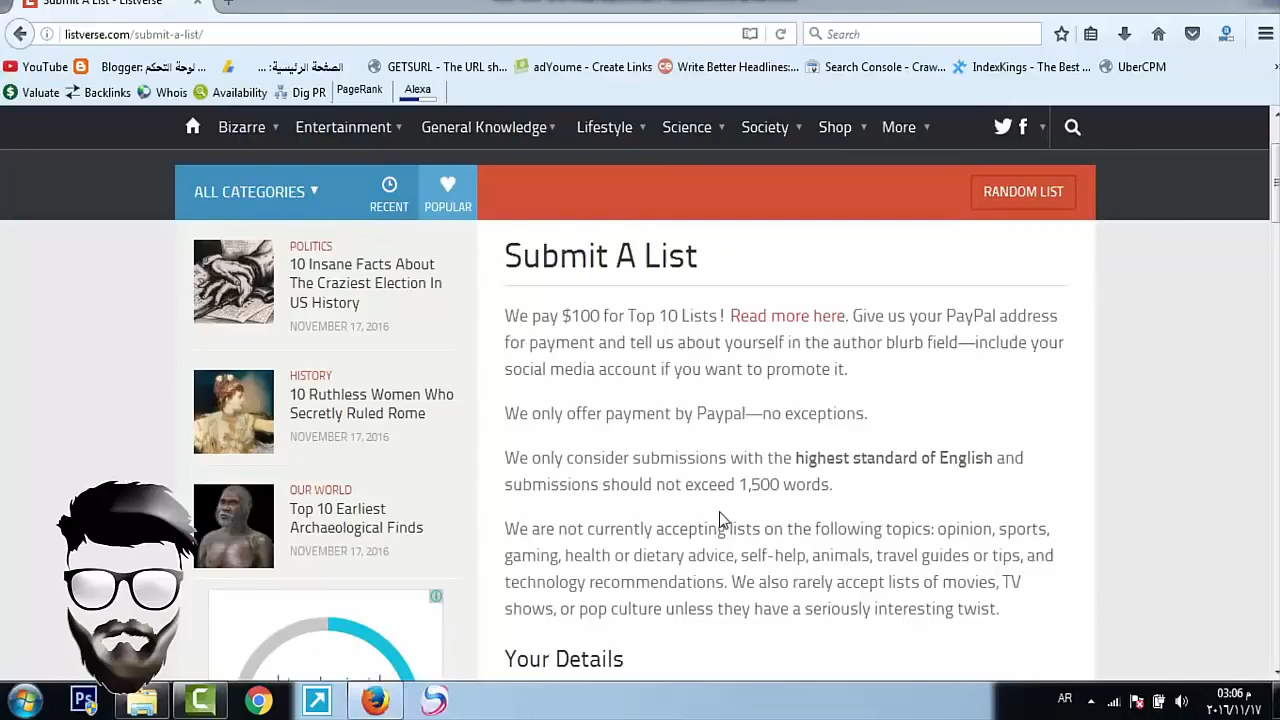 Submit A List - Listverse
listverse.com/submit-a-list/
Search
YouTube
Blogger: لوحة التحكم ...
الصفحة الرئيسية: ...
GETSURL - The URL sh...
adYoume - Create Links
Write Better Headlines:...
Search Console - Craw...
IndexKings - The Best ...
UberCPM
Valuate
Backlinks
Whois
Availability
Dig PR
PageRank
Alexa
Bizarre
Entertainment
General Knowledge
Lifestyle
Science
Society
Shop
More
ALL CATEGORIES
RECENT
POPULAR
RANDOM LIST
POLITICS
10 Insane Facts About
The Craziest Election In
US History
NOVEMBER 17, 2016
HISTORY
10 Ruthless Women Who
Secretly Ruled Rome
NOVEMBER 17, 2016
OUR WORLD
Top 10 Earliest
Archaeological Finds
NOVEMBER 17, 2016
Submit A List
We pay $100 for Top 10 Lists! Read more here. Give us your PayPal address
for payment and tell us about yourself in the author blurb field—include your
social media account if you want to promote it.
We only offer payment by Paypal—no exceptions.
We only consider submissions with the highest standard of English and
submissions should not exceed 1,500 words.
We are not currently accepting lists on the following topics: opinion, sports,
gaming, health or dietary advice, self-help, animals, travel guides or tips, and
technology recommendations. We also rarely accept lists of movies, TV
shows, or pop culture unless they have a seriously interesting twist.
Your Details
AR
03:06 م
٢٠١٦/١١/١٧